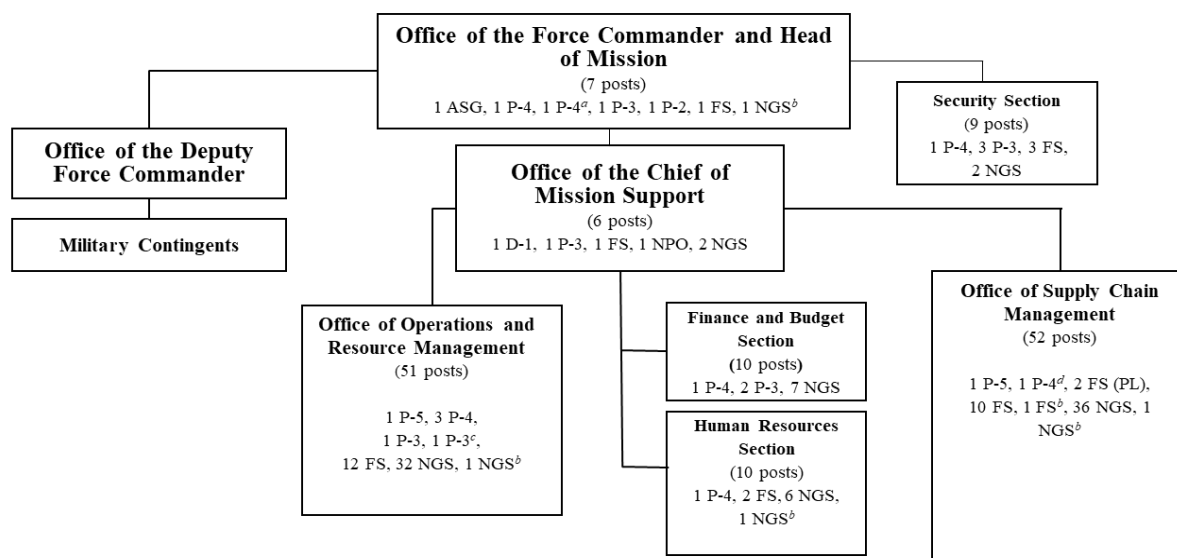 Office of the Force Commander and Head
of Mission
(7 posts)
1 ASG, 1 P-4, 1 P-4ᵃ, 1 P-3, 1 P-2, 1 FS, 1 NGSᵇ
Security Section
(9 posts)
1 P-4, 3 P-3, 3 FS,
2 NGS
Office of the Deputy
Force Commander
Military Contingents
Office of the Chief of
Mission Support
(6 posts)
1 D-1, 1 P-3, 1 FS, 1 NPO, 2 NGS
Office of Operations and
Resource Management
(51 posts)
1 P-5, 3 P-4,
1 P-3, 1 P-3ᶜ,
12 FS, 32 NGS, 1 NGSᵇ
Finance and Budget
Section
(10 posts)
1 P-4, 2 P-3, 7 NGS
Human Resources
Section
(10 posts)
1 P-4, 2 FS, 6 NGS,
1 NGSᵇ
Office of Supply Chain
Management
(52 posts)
1 P-5, 1 P-4ᵈ, 2 FS (PL),
10 FS, 1 FSᵇ, 36 NGS, 1
NGSᵇ